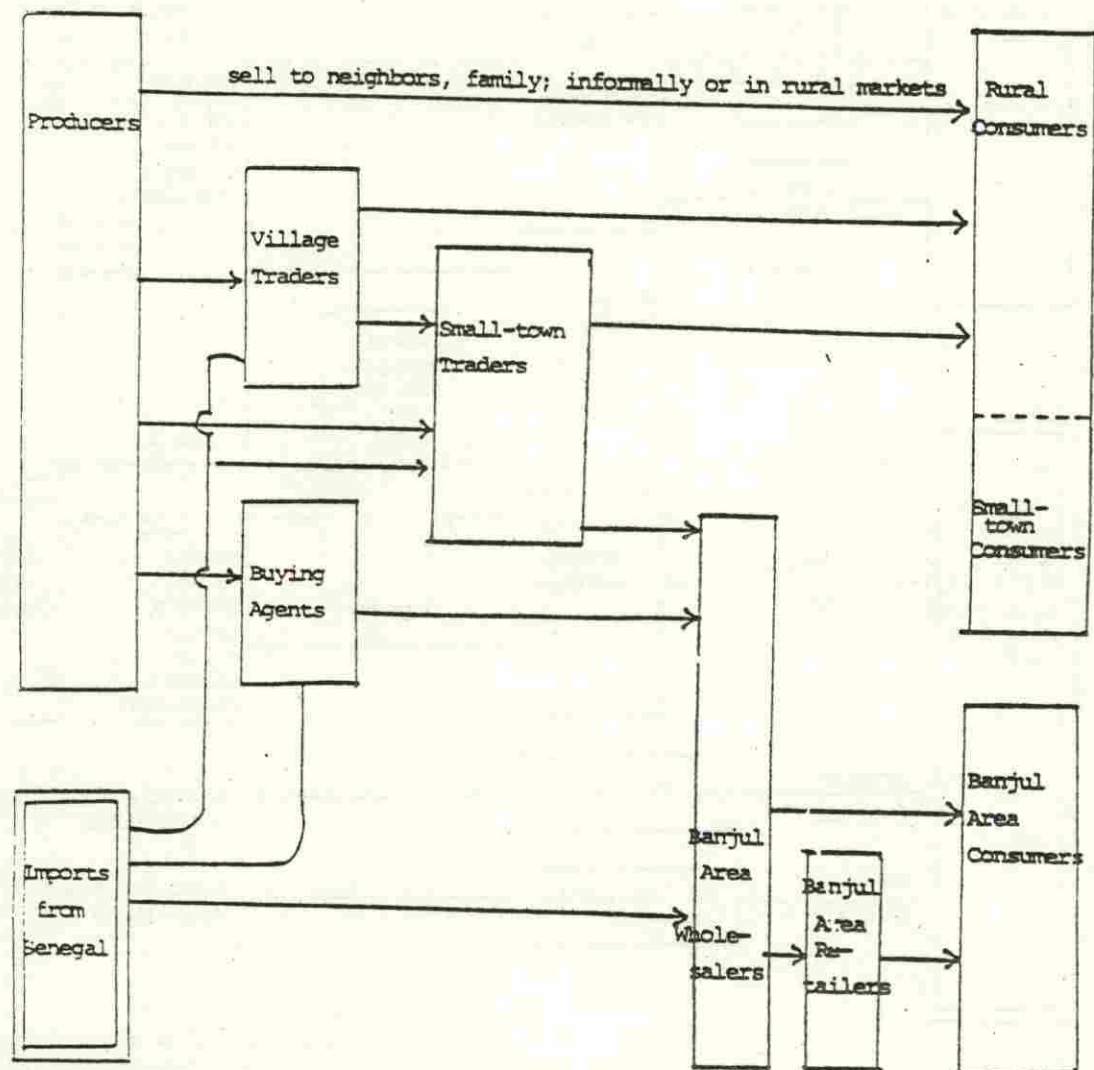 sell to neighbors, family; informally or in rural markets
Producers
Rural
Consumers
Village
Traders
Small-town
Traders
Small-
town
Consumers
Buying
Agents
Imports
from
Senegal
Banjul
Area
Whole-
salers
Banjul
Area
Re-
tailers
Banjul
Area
Consumers